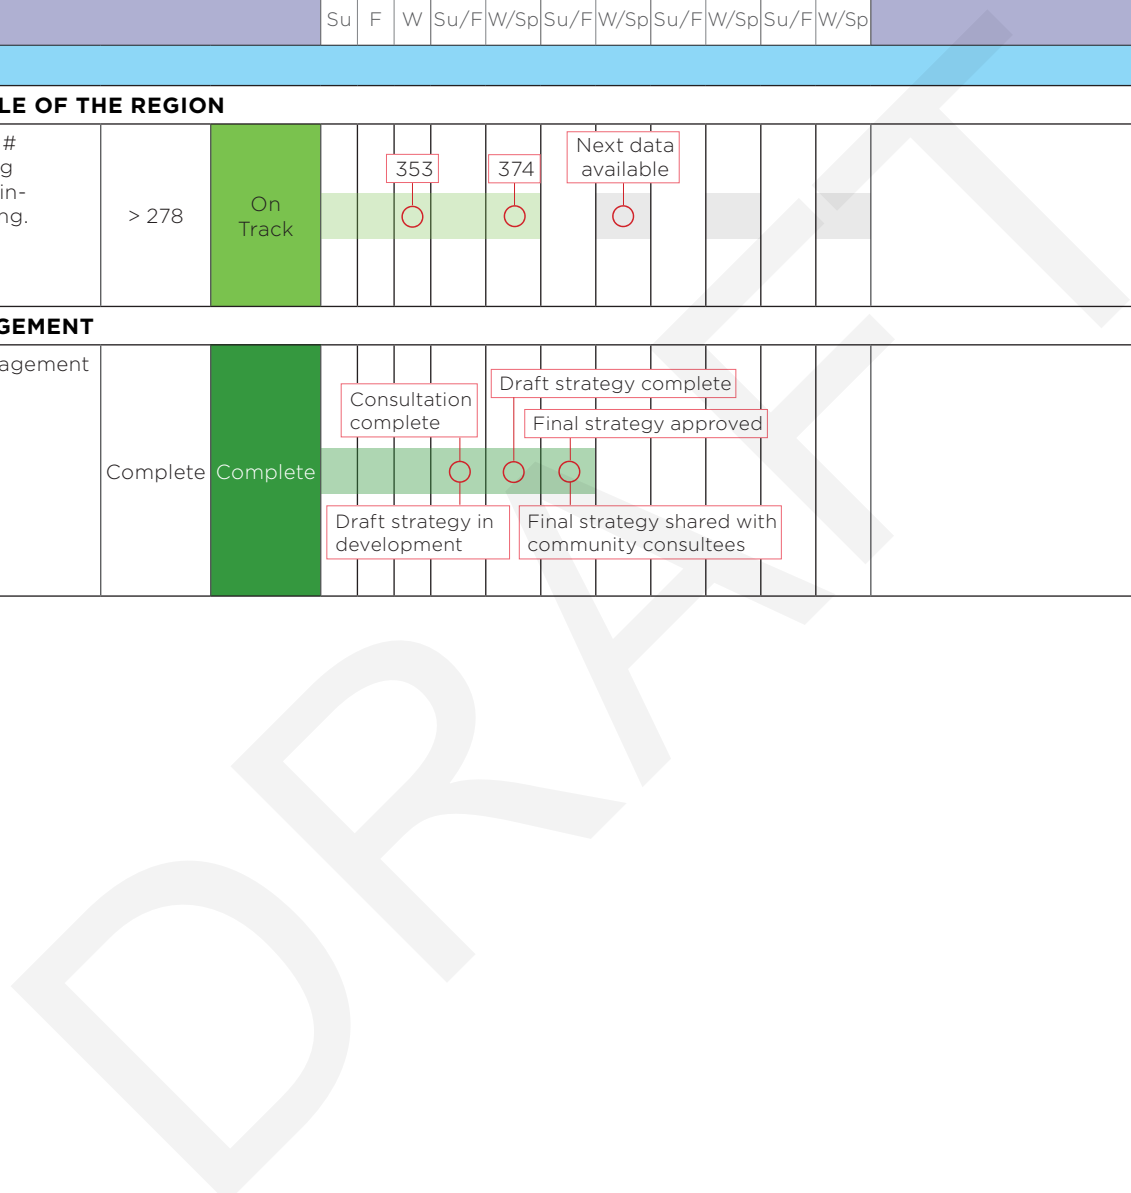 Su F W Su/F W/Sp Su/F W/Sp Su/F W/Sp Su/F W/Sp
LE OF THE REGION
#
g
in-
ng.
> 278
On
Track
353
374
Next data
available
GEMENT
agement
Complete
Complete
Consultation
complete
Draft strategy complete
Final strategy approved
Draft strategy in
development
Final strategy shared with
community consultees
DRAFT